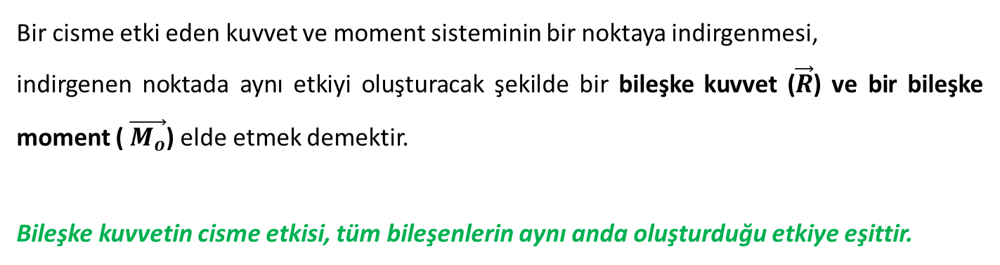 Bir cisme etki eden kuvvet ve moment sisteminin bir noktaya indirgenmesi,
indirgenen noktada aynı etkiyi oluşturacak şekilde bir bileşke kuvvet (R⃗) ve bir bileşke
moment ( M⃗ₒ) elde etmek demektir.
Bileşke kuvvetin cisme etkisi, tüm bileşenlerin aynı anda oluşturduğu etkiye eşittir.